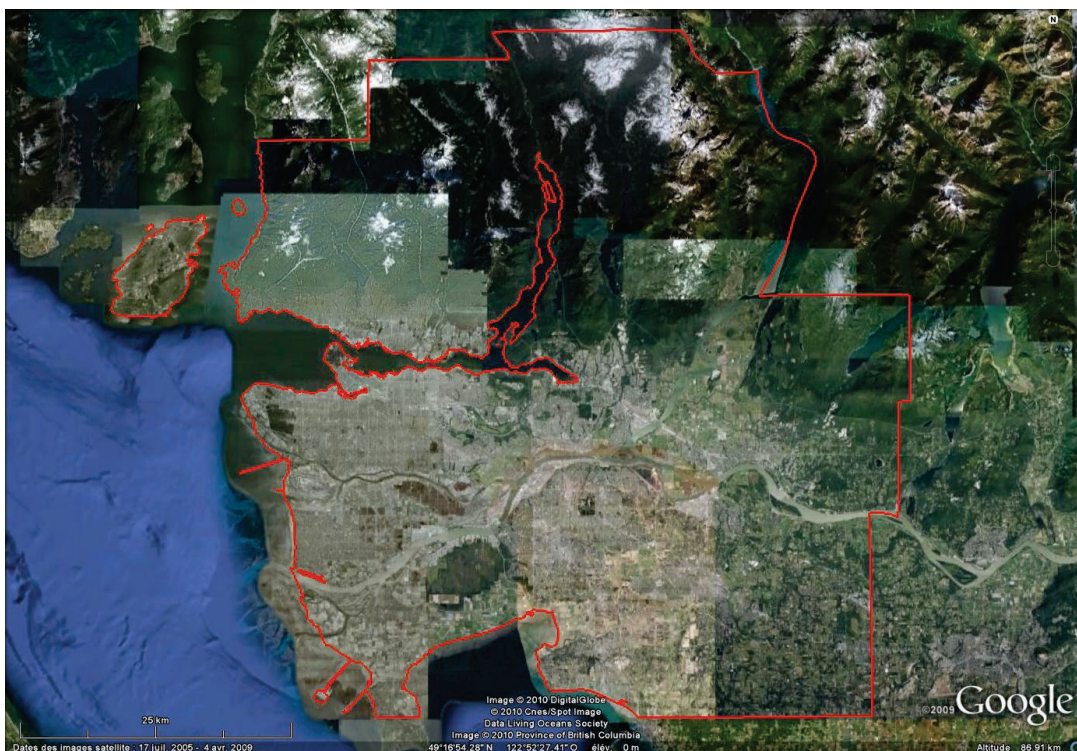 N
Image © 2010 DigitalGlobe
© 2010 Cnes/Spot Image
Data Living Oceans Society
Image © 2010 Province of British Columbia
©2009 Google
25 km
Dates des images satellite : 17 juil. 2005 - 4 avr. 2009
49°16'54.28" N 122°52'27.41" O élév. 0 m
Altitude 86.91 km